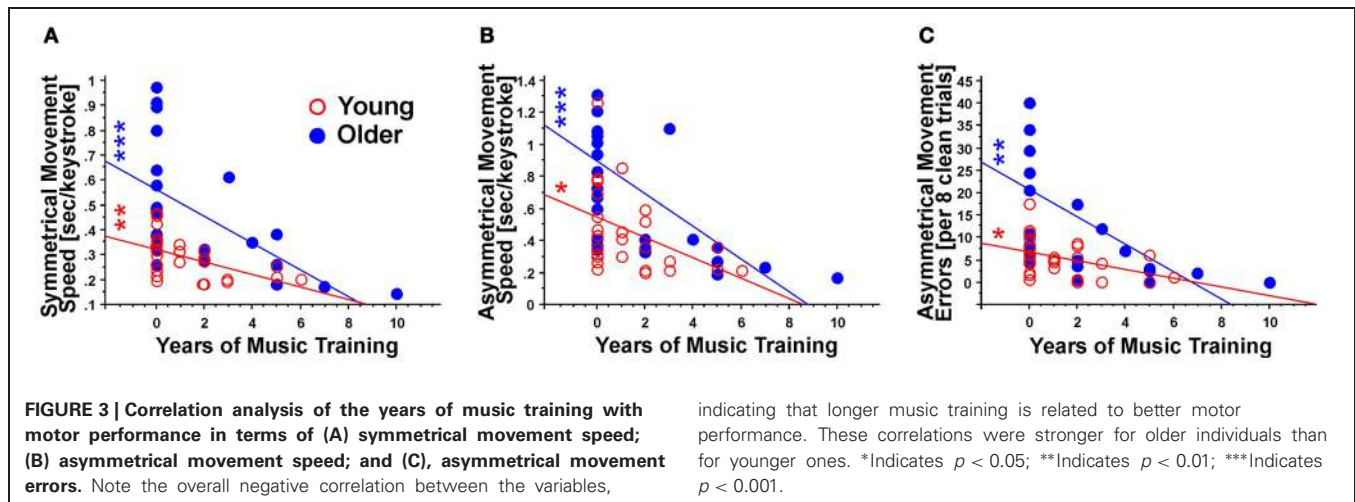 A
Symmetrical Movement
Speed [sec/keystroke]
1
.9
.8
.7
.6
.5
.4
.3
.2
.1
***
**
Young
Older
0 2 4 6 8 10
Years of Music Training
B
Asymmetrical Movement
Speed [sec/keystroke]
1.4
1.2
1
.8
.6
.4
.2
0
***
*
0 2 4 6 8 10
Years of Music Training
C
Asymmetrical Movement
Errors [per 8 clean trials]
45
40
35
25
20
15
10
5
0
**
*
0 2 4 6 8 10
Years of Music Training
FIGURE 3 | Correlation analysis of the years of music training with
motor performance in terms of (A) symmetrical movement speed;
(B) asymmetrical movement speed; and (C), asymmetrical movement
errors. Note the overall negative correlation between the variables,
indicating that longer music training is related to better motor
performance. These correlations were stronger for older individuals than
for younger ones. *Indicates p < 0.05; **Indicates p < 0.01; ***Indicates
p < 0.001.